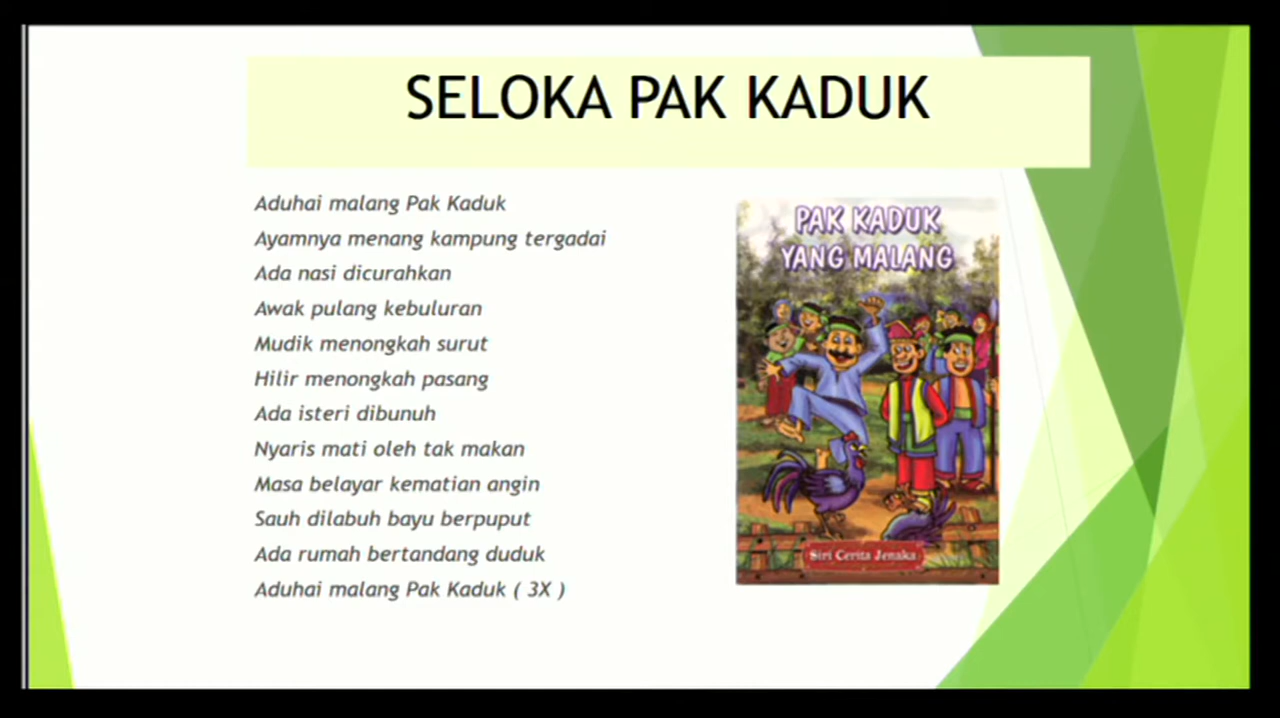 SELOKA PAK KADUK
Aduhai malang Pak Kaduk
Ayamnya menang kampung tergadai
Ada nasi dicurahkan
Awak pulang kebuluran
Mudik menongkah surut
Hilir menongkah pasang
Ada isteri dibunuh
Nyaris mati oleh tak makan
Masa belayar kematian angin
Sauh dilabuh bayu berpuput
Ada rumah bertandang duduk
Aduhai malang Pak Kaduk ( 3X )
PAK KADUK
YANG MALANG
Siri Cerita Jenaka